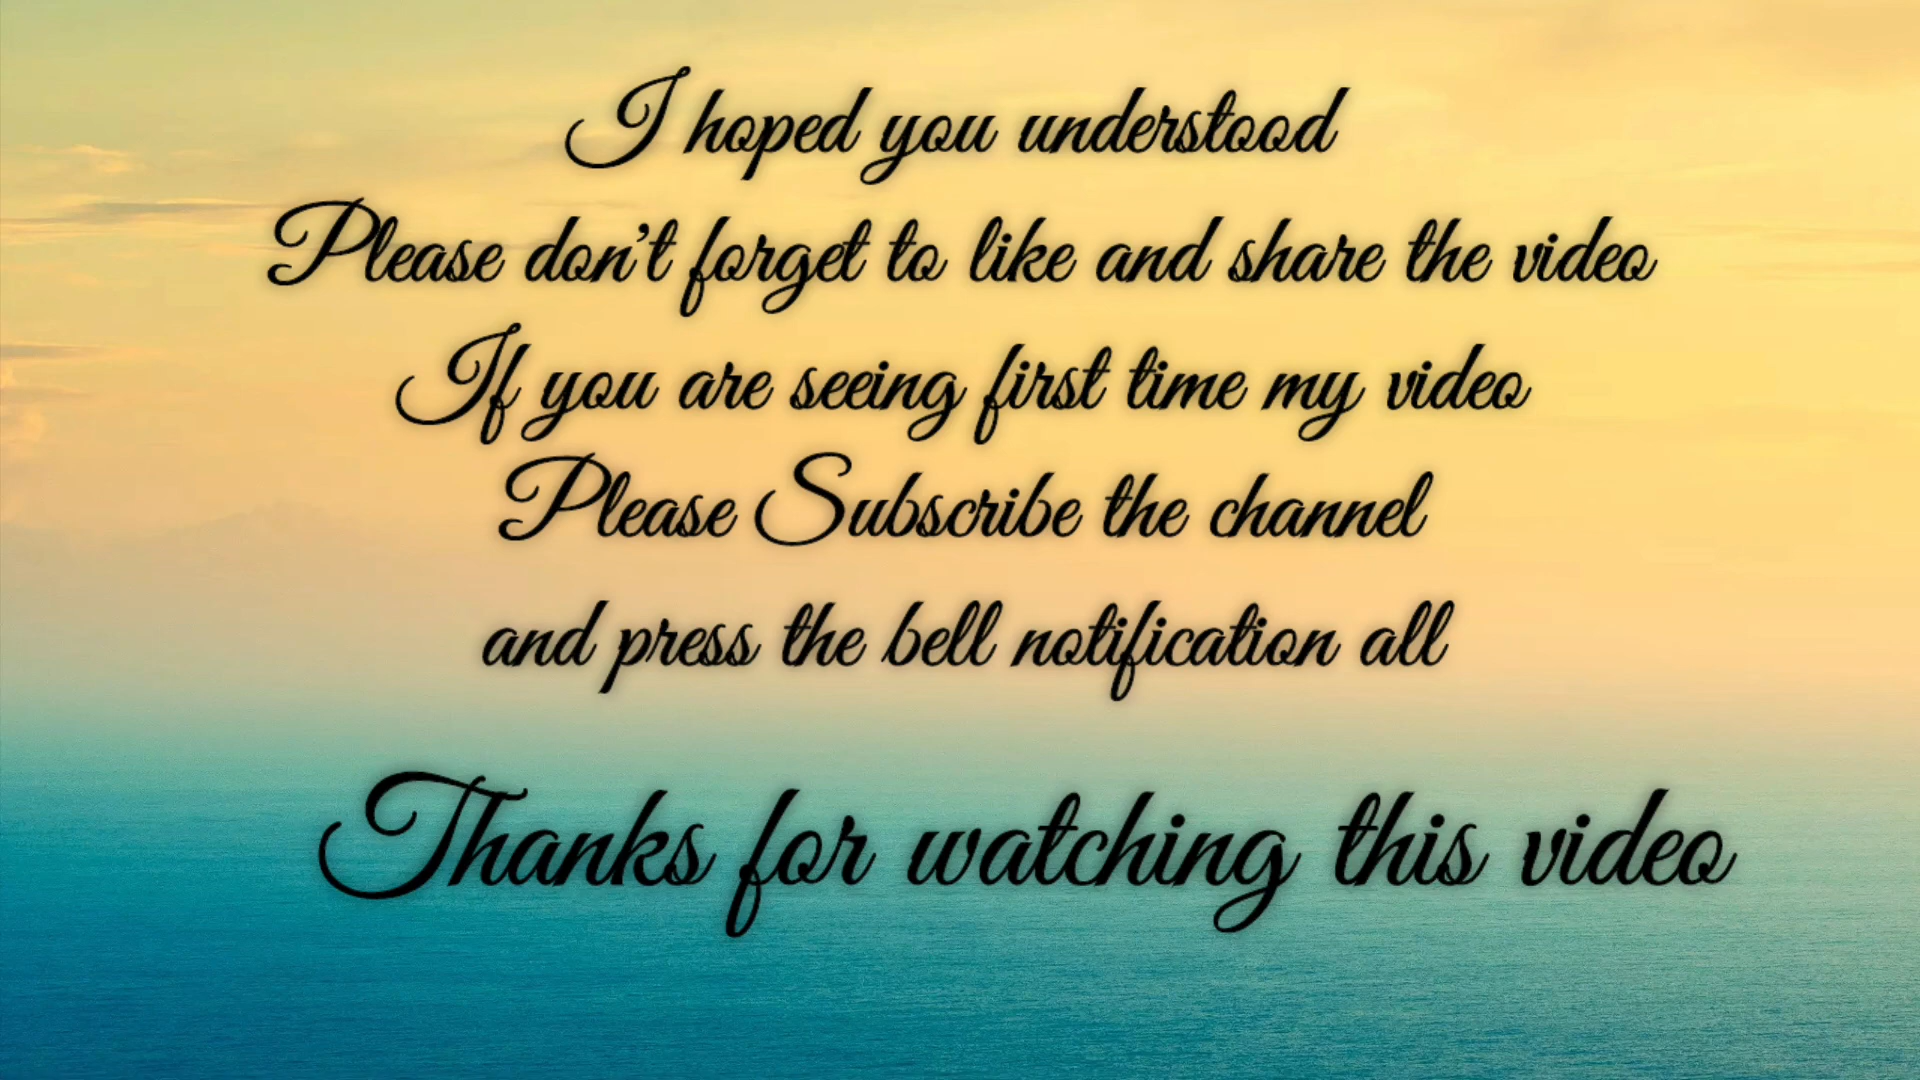 I hoped you understood
Please don't forget to like and share the video
If you are seeing first time my video
Please Subscribe the channel
and press the bell notification all
Thanks for watching this video